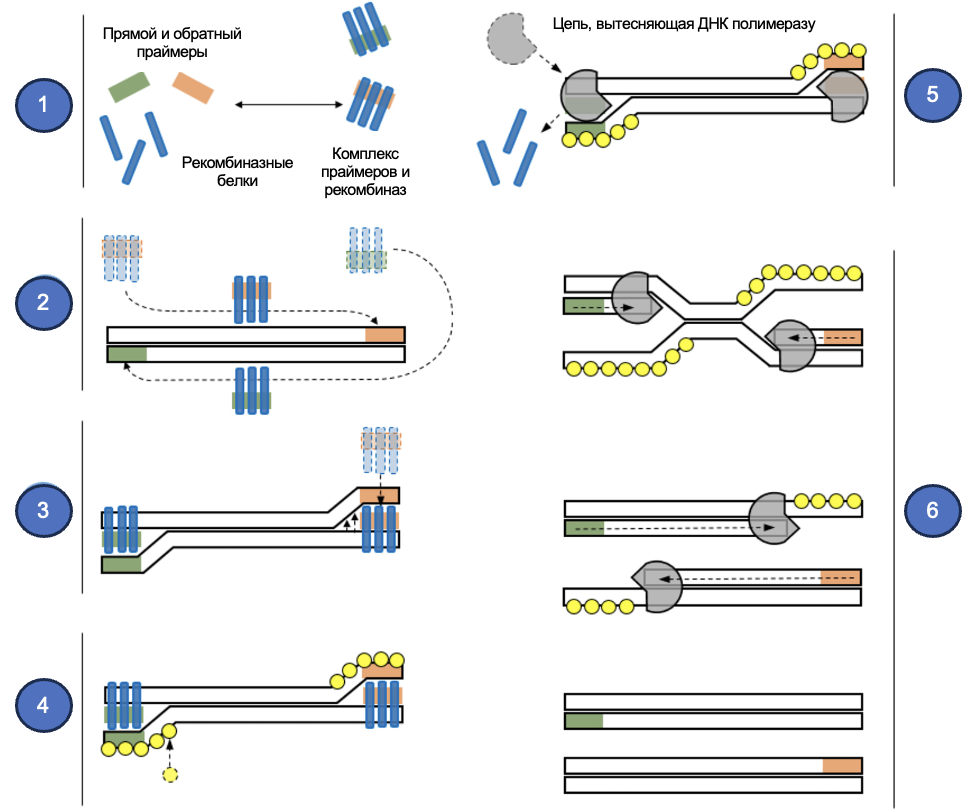 1
Прямой и обратный
праймеры
Рекомбиназные
белки
Комплекс
праймеров и
рекомбиназ
2
3
4
Цепь, вытесняющая ДНК полимеразу
5
6